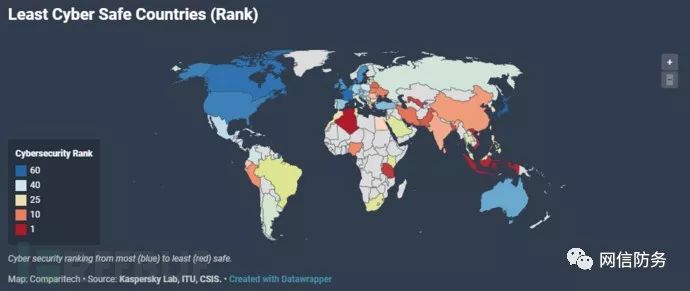 Least Cyber Safe Countries (Rank)
+
Cybersecurity Rank
60
40
25
10
1
Cyber security ranking from most (blue) to least (red) safe.
Map: Comparitech • Source: Kaspersky Lab, ITU, CSIS. • Created with Datawrapper
网信防务